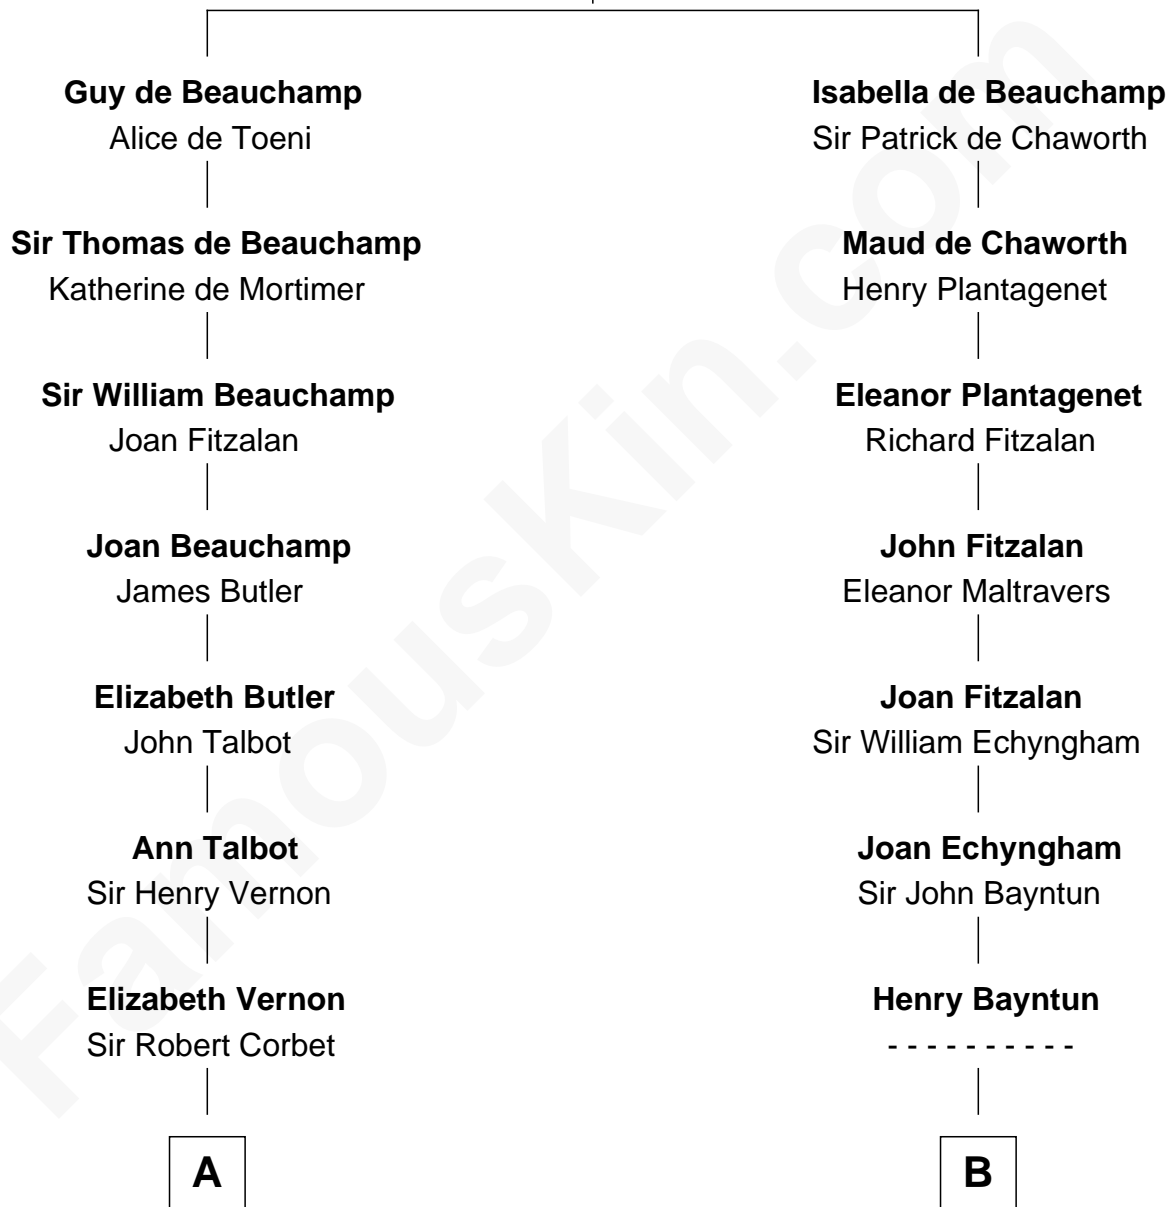 Guy de Beauchamp
Alice de Toeni
Sir Thomas de Beauchamp
Katherine de Mortimer
Sir William Beauchamp
Joan Fitzalan
Joan Beauchamp
James Butler
Elizabeth Butler
John Talbot
Ann Talbot
Sir Henry Vernon
Elizabeth Vernon
Sir Robert Corbet
A
Isabella de Beauchamp
Sir Patrick de Chaworth
Maud de Chaworth
Henry Plantagenet
Eleanor Plantagenet
Richard Fitzalan
John Fitzalan
Eleanor Maltravers
Joan Fitzalan
Sir William Echyngham
Joan Echyngham
Sir John Bayntun
Henry Bayntun
- - - - - - - - - -
B
FamousKin.com